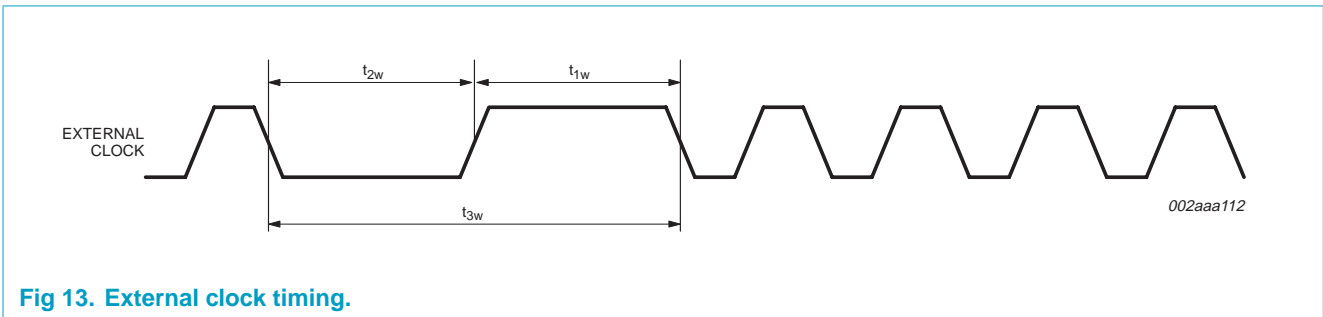 t2w
t1w
EXTERNAL
CLOCK
t3w
002aaa112
Fig 13. External clock timing.